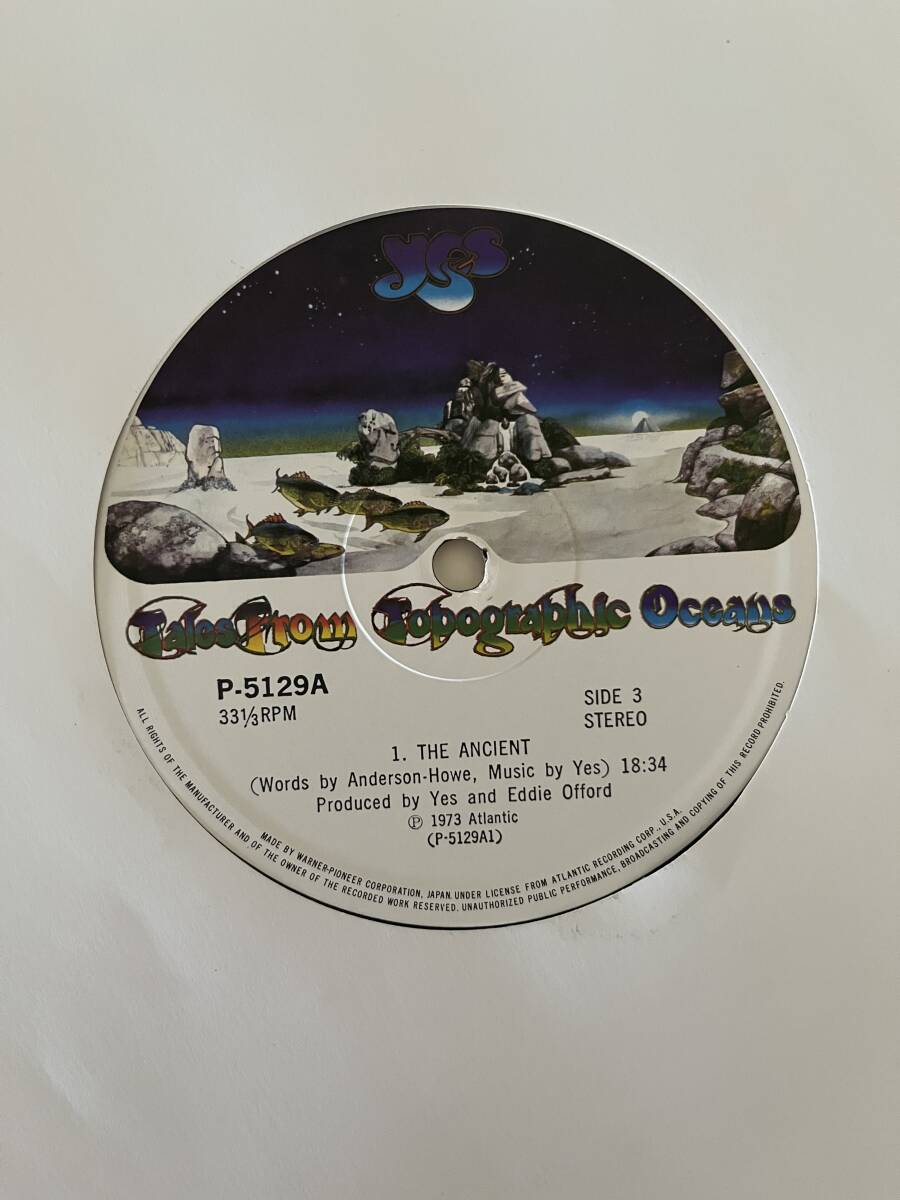 yes
Tales From Topographic Oceans
P-5129A
33⅓ RPM
SIDE 3
STEREO
1. THE ANCIENT
(Words by Anderson-Howe, Music by Yes) 18:34
Produced by Yes and Eddie Offord
Ⓟ 1973 Atlantic
(P-5129A1)
MADE BY WARNER-PIONEER CORPORATION, JAPAN. UNDER LICENSE FROM ATLANTIC RECORDING CORP., U.S.A.
ALL RIGHTS OF THE MANUFACTURER AND OF THE OWNER OF THE RECORDED WORK RESERVED. UNAUTHORIZED PUBLIC PERFORMANCE, BROADCASTING AND COPYING OF THIS RECORD PROHIBITED.